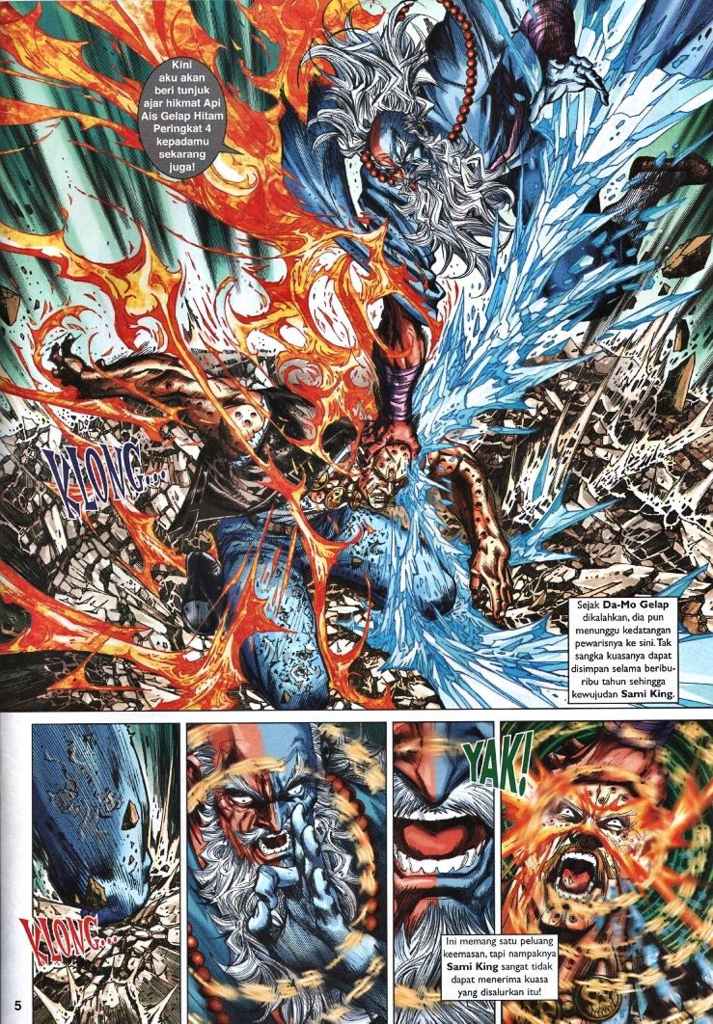 Kini
aku akan
beri tunjuk
ajar hikmat Api
Ais Gelap Hitam
Peringkat 4
kepadamu
sekarang
juga!
KLONG...
Sejak Da-Mo Gelap
dikalahkan, dia pun
menunggu kedatangan
pewarisnya ke sini. Tak
sangka kuasanya dapat
disimpan selama beribu-
ribu tahun sehingga
kewujudan Sami King.
KLONG...
YAK!
Ini memang satu peluang
keemasan, tapi nampaknya
Sami King sangat tidak
dapat menerima kuasa
yang disalurkan itu!
5